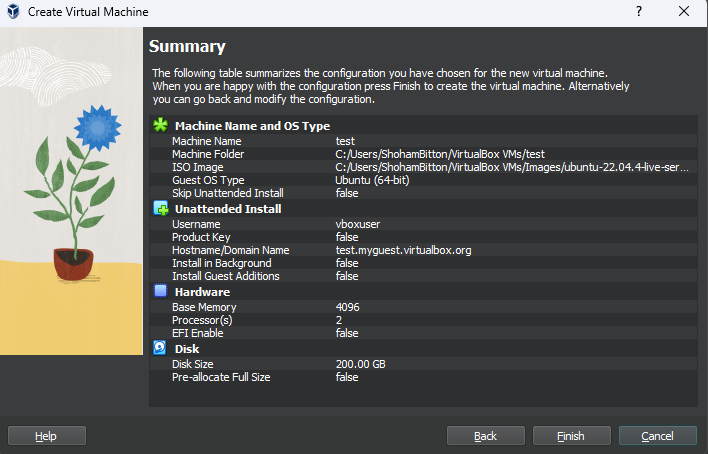 Create Virtual Machine
?
Summary
The following table summarizes the configuration you have chosen for the new virtual machine.
When you are happy with the configuration press Finish to create the virtual machine. Alternatively
you can go back and modify the configuration.
Machine Name and OS Type
Machine Name test
Machine Folder C:/Users/ShohamBitton/VirtualBox VMs/test
ISO Image C:/Users/ShohamBitton/VirtualBox VMs/Images/ubuntu-22.04.4-live-ser...
Guest OS Type Ubuntu (64-bit)
Skip Unattended Install false
Unattended Install
Username vboxuser
Product Key false
Hostname/Domain Name test.myguest.virtualbox.org
Install in Background false
Install Guest Additions false
Hardware
Base Memory 4096
Processor(s) 2
EFI Enable false
Disk
Disk Size 200.00 GB
Pre-allocate Full Size false
Help Back Finish Cancel